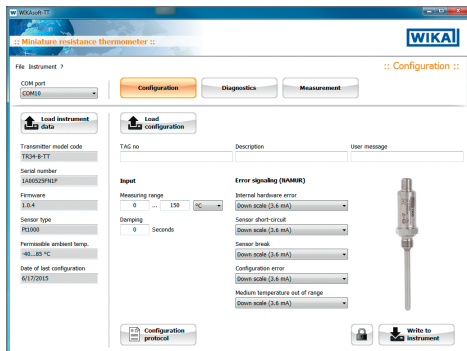 WIKAsoft-TT
:: Miniature resistance thermometer ::
WIKA
File Instrument ?
:: Configuration ::
COM port
COM10
Configuration
Diagnostics
Measurement
Load instrument
data
Load
configuration
Transmitter model code
TR34-B-TT
TAG no
Description
User message
Serial number
1A00525FN1P
Firmware
1.0.4
Sensor type
Pt1000
Permissible ambient temp.
-40...85 °C
Date of last configuration
6/17/2015
Input
Measuring range
0 ... 150 °C
Damping
0 Seconds
Error signaling (NAMUR)
Internal hardware error
Down scale (3.6 mA)
Sensor short-circuit
Down scale (3.6 mA)
Sensor break
Down scale (3.6 mA)
Configuration error
Down scale (3.6 mA)
Medium temperature out of range
Down scale (3.6 mA)
Configuration
protocol
Write to
instrument